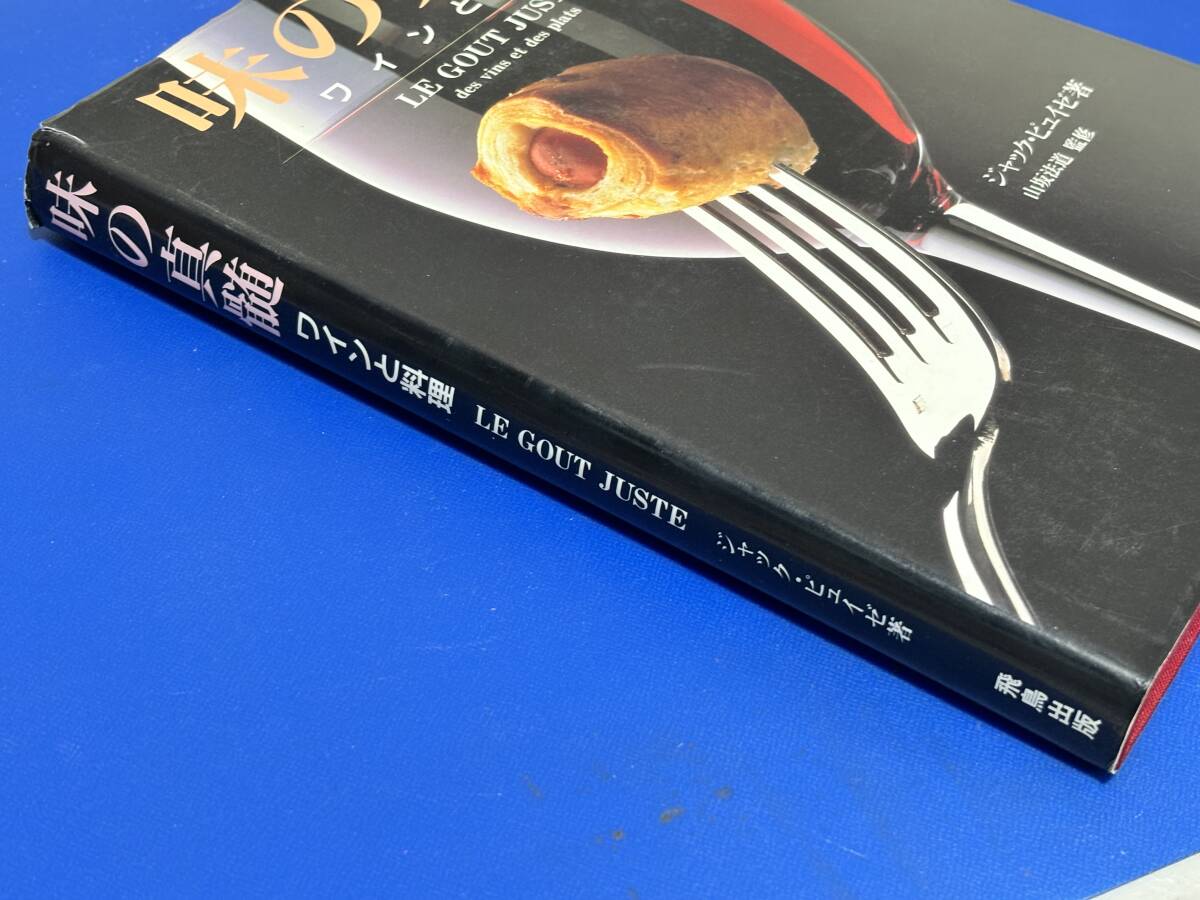 味の
ワインと
LE GOUT JUS
des vins et des plats
ジャック・ピュイゼ著
山坂法道 監修
味の真髄 ワインと料理 LE GOUT JUSTE ジャック・ピュイゼ著 飛鳥出版